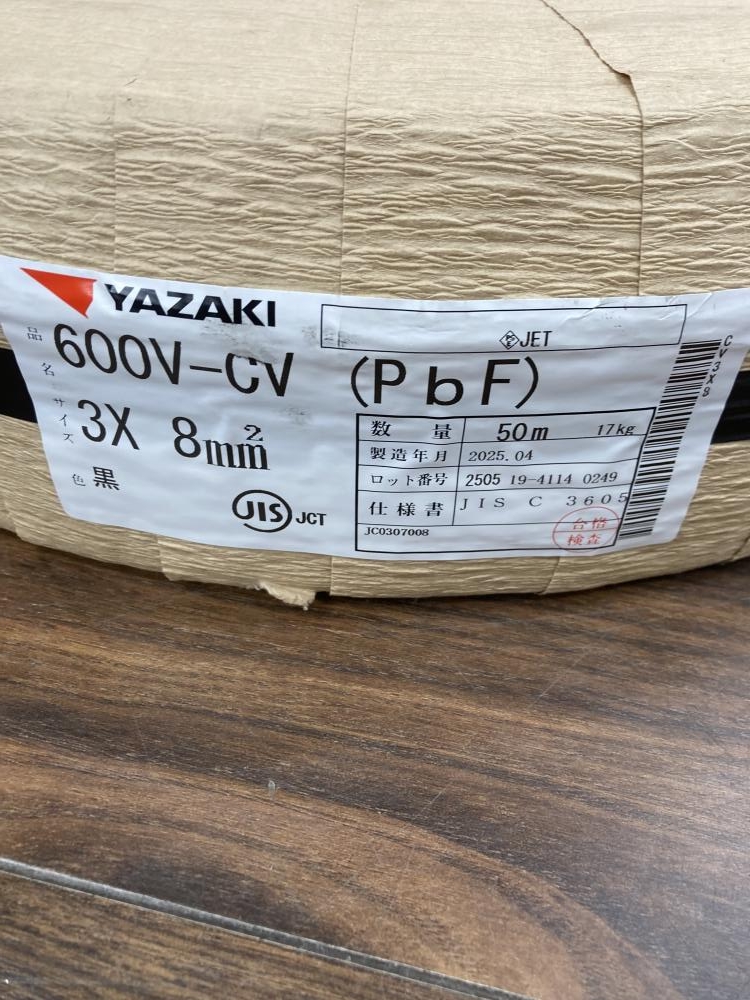 YAZAKI
PS
E JET
品名 600V-CV (PbF)
サイズ 3X 8mm2
色 黒
JIS JCT
数 量 50m 17kg
製造年月 2025.04
ロット番号 2505 19-4114 0249
仕様書 JIS C 3605
JC0307008
合格
検査
CV3X8